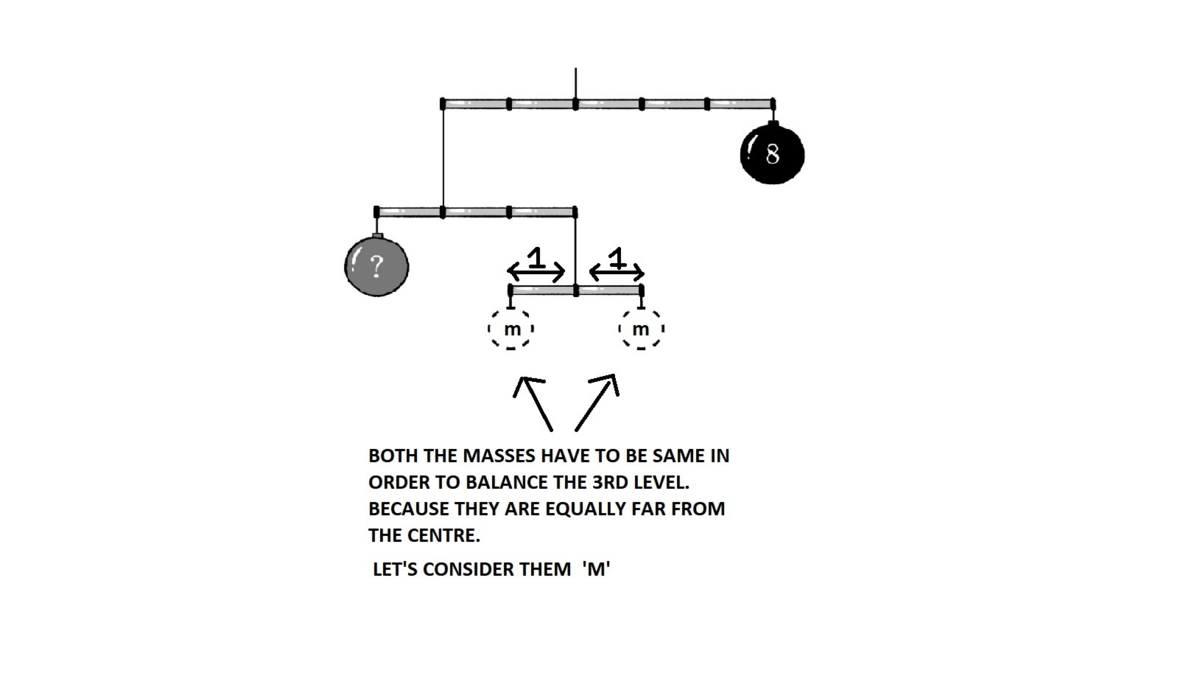 8
?
1 1
m m
BOTH THE MASSES HAVE TO BE SAME IN
ORDER TO BALANCE THE 3RD LEVEL.
BECAUSE THEY ARE EQUALLY FAR FROM
THE CENTRE.
LET'S CONSIDER THEM 'M'